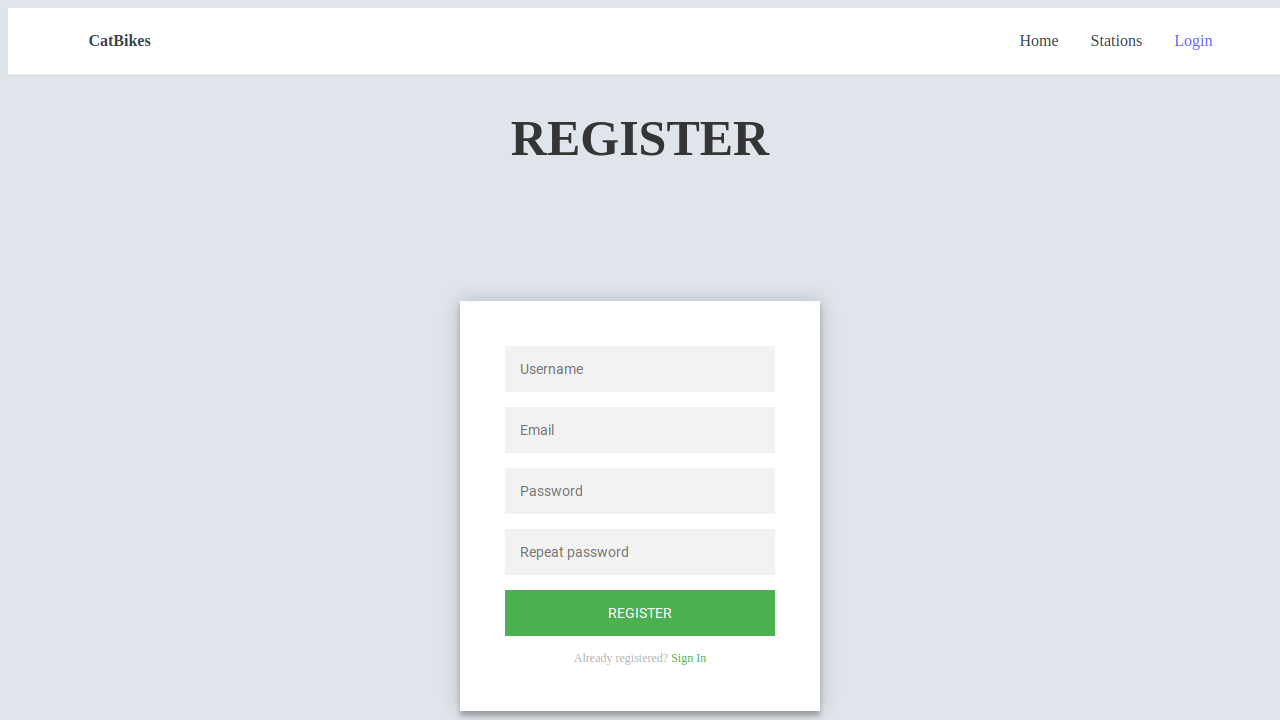 CatBikes
Home Stations Login
REGISTER
Username
Email
Password
Repeat password
REGISTER
Already registered? Sign In